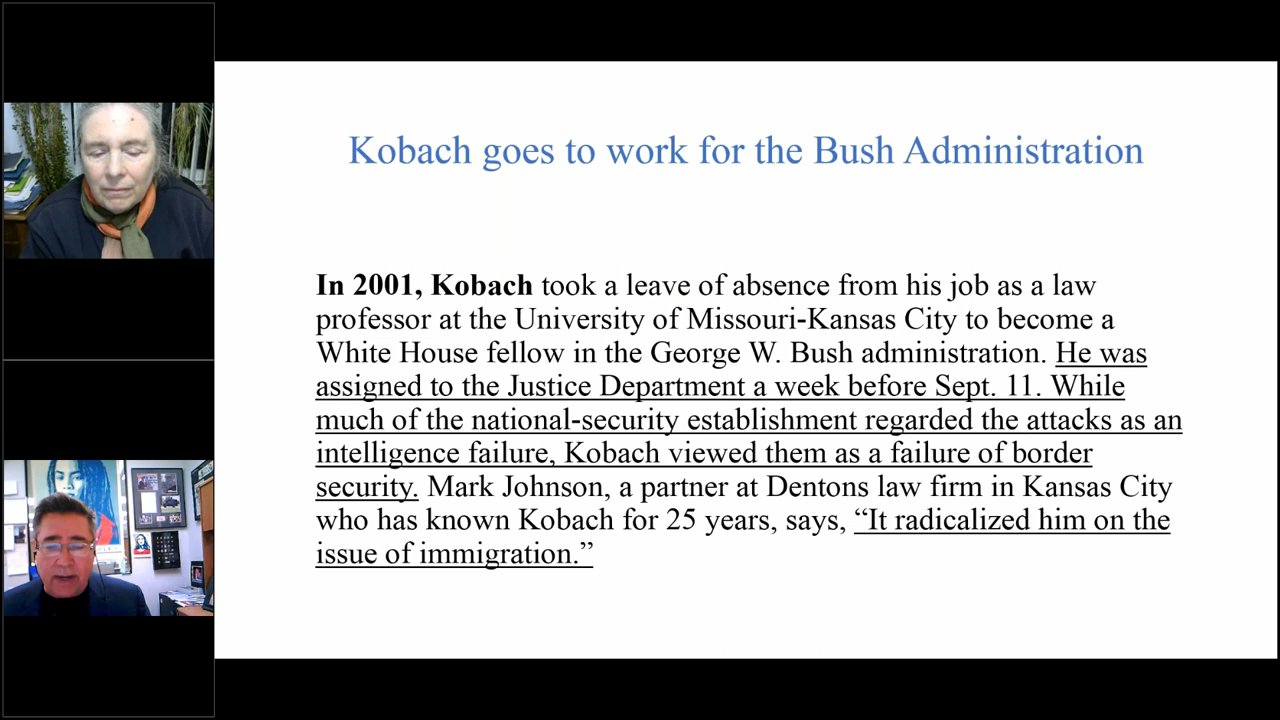 Kobach goes to work for the Bush Administration
In 2001, Kobach took a leave of absence from his job as a law
professor at the University of Missouri-Kansas City to become a
White House fellow in the George W. Bush administration. He was
assigned to the Justice Department a week before Sept. 11. While
much of the national-security establishment regarded the attacks as an
intelligence failure, Kobach viewed them as a failure of border
security. Mark Johnson, a partner at Dentons law firm in Kansas City
who has known Kobach for 25 years, says, “It radicalized him on the
issue of immigration.”